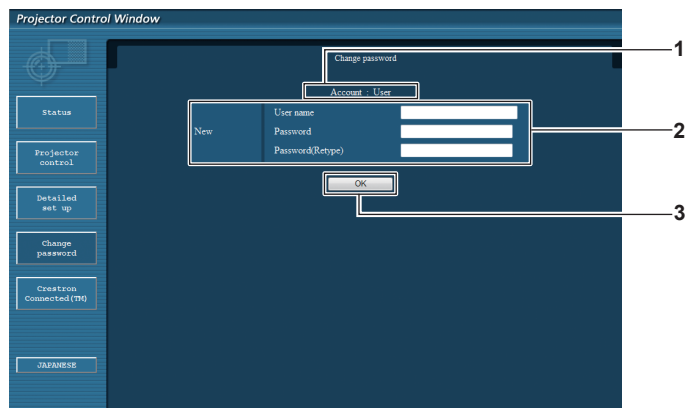 Projector Control Window
1
Change password
Account : User
Status
User name
New
Password
2
Password(Retype)
Projector
control
OK
Detailed
set up
3
Change
password
Crestron
Connected(TM)
JAPANESE